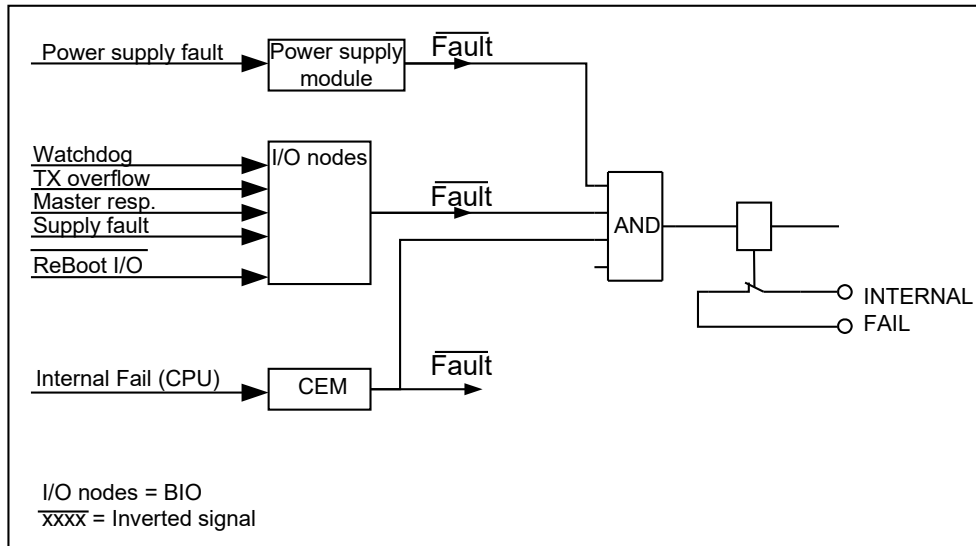 Power supply fault
Power supply
module
Fault
Watchdog
TX overflow
Master resp.
Supply fault
ReBoot I/O
I/O nodes
Fault
AND
INTERNAL
FAIL
Internal Fail (CPU)
CEM
Fault
I/O nodes = BIO
xxxx = Inverted signal